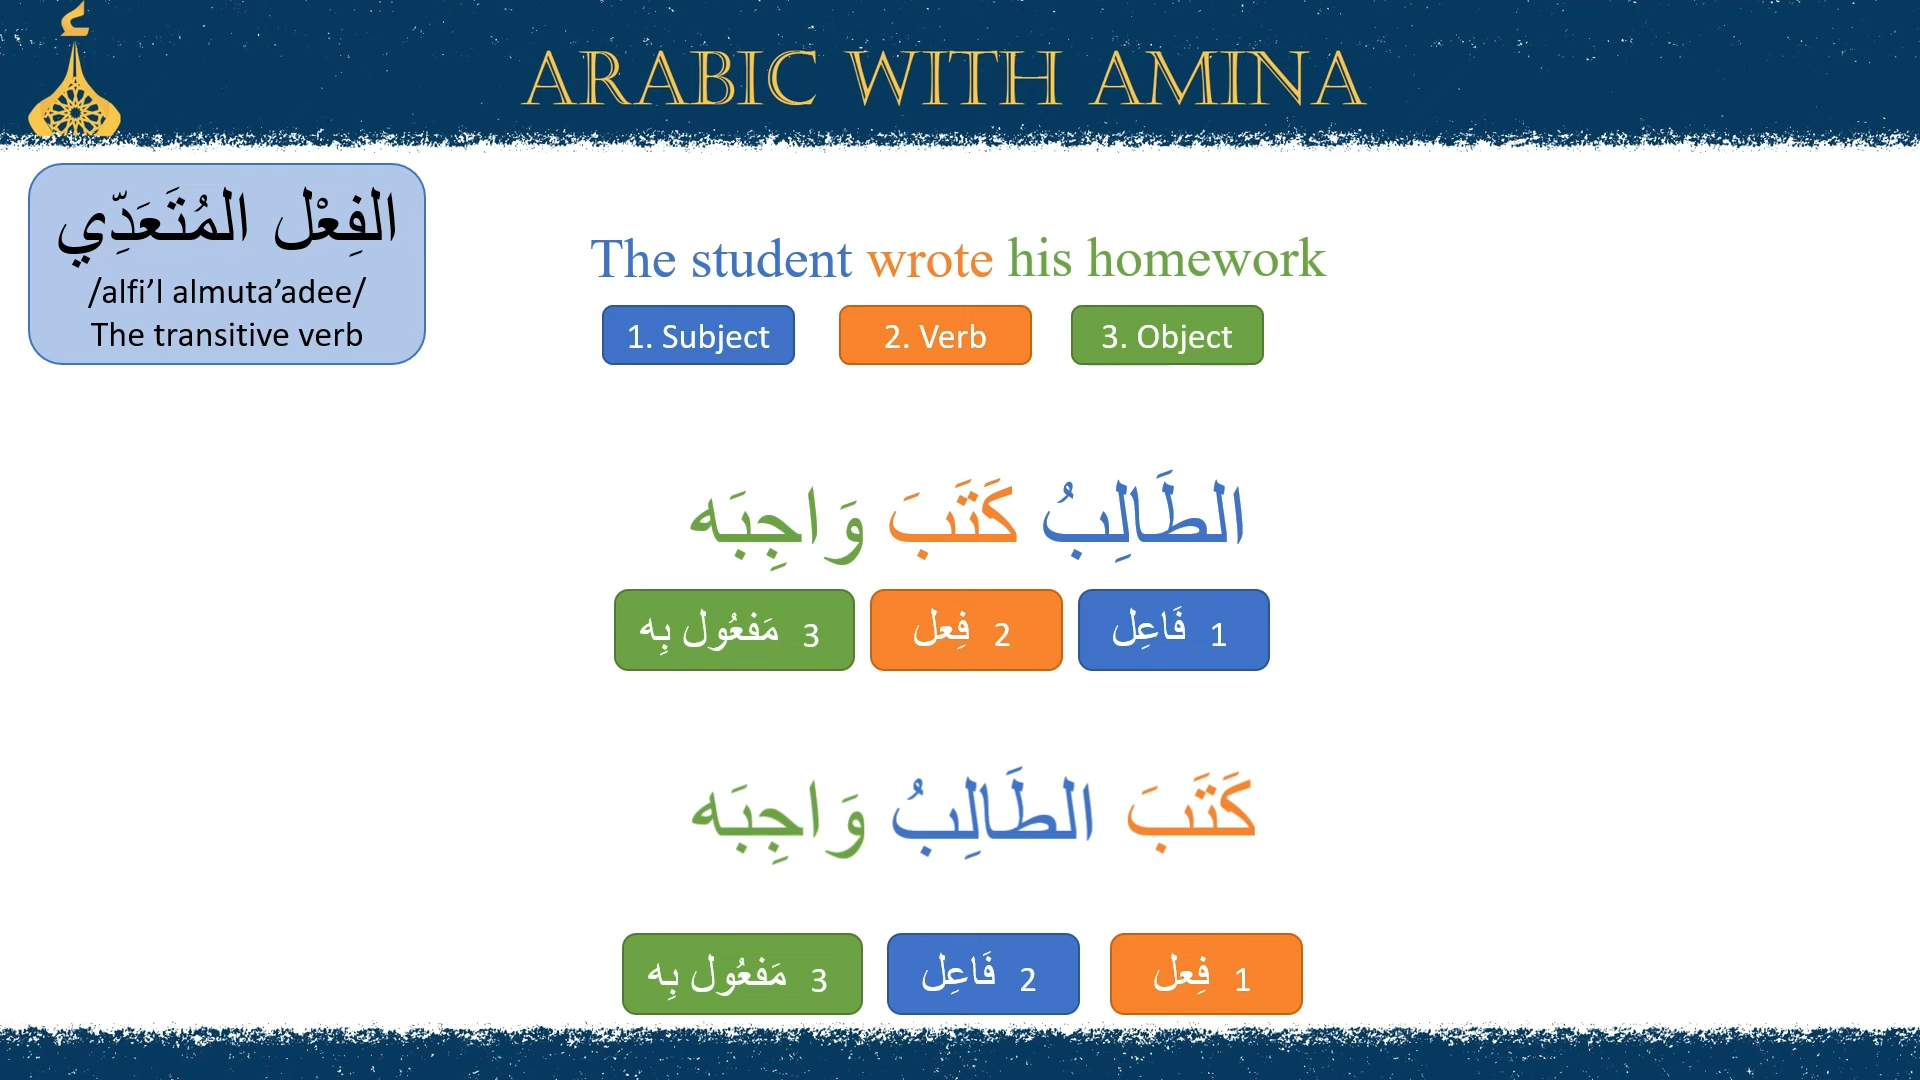 ARABIC WITH AMINA
الفِعْل المُتَعَدِّي
/alfi’l almuta’adee/
The transitive verb
The student wrote his homework
1. Subject 2. Verb 3. Object
الطَالِبُ كَتَبَ وَاجِبَه
1 فَاعِل 2 فِعل 3 مَفعُول بِه
كَتَبَ الطَالِبُ وَاجِبَه
1 فِعل 2 فَاعِل 3 مَفعُول بِه